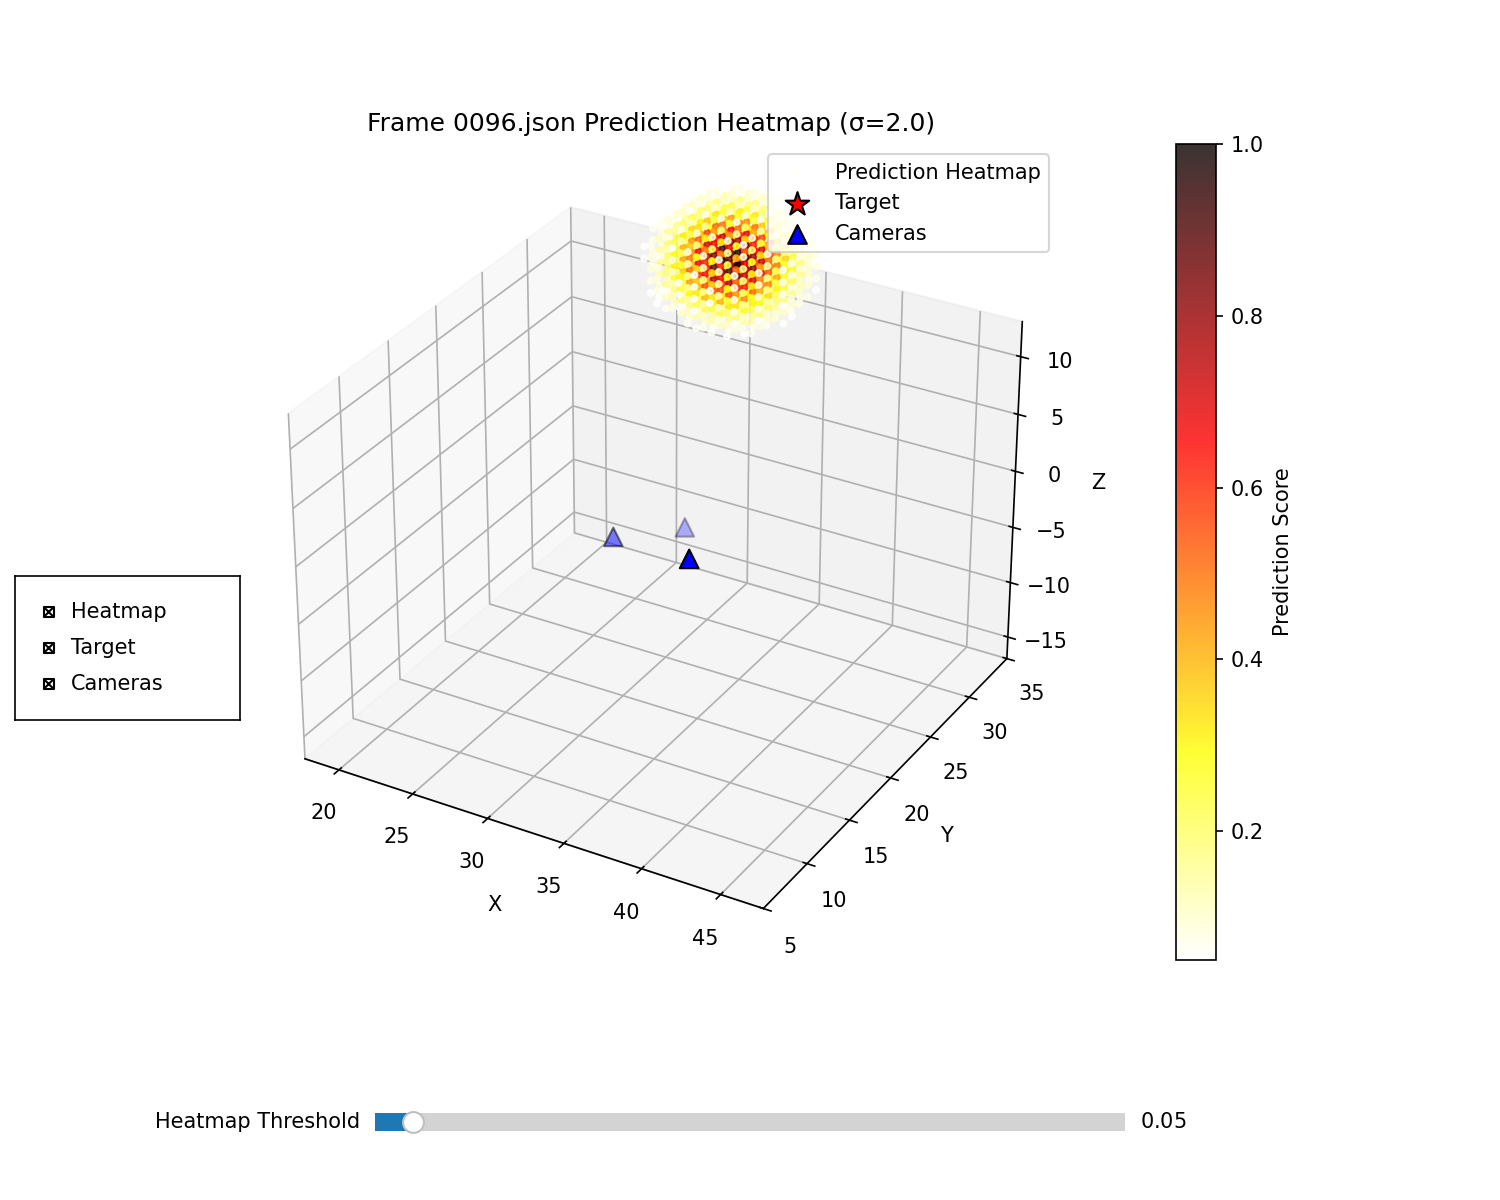 Frame 0096.json Prediction Heatmap (σ=2.0)
Prediction Heatmap
Target
Cameras
1.0
0.8
0.6
0.4
0.2
Prediction Score
10
5
0
−5
−10
−15
Z
35
30
25
20
15
10
5
Y
20
25
30
35
40
45
X
Heatmap
Target
Cameras
Heatmap Threshold
0.05